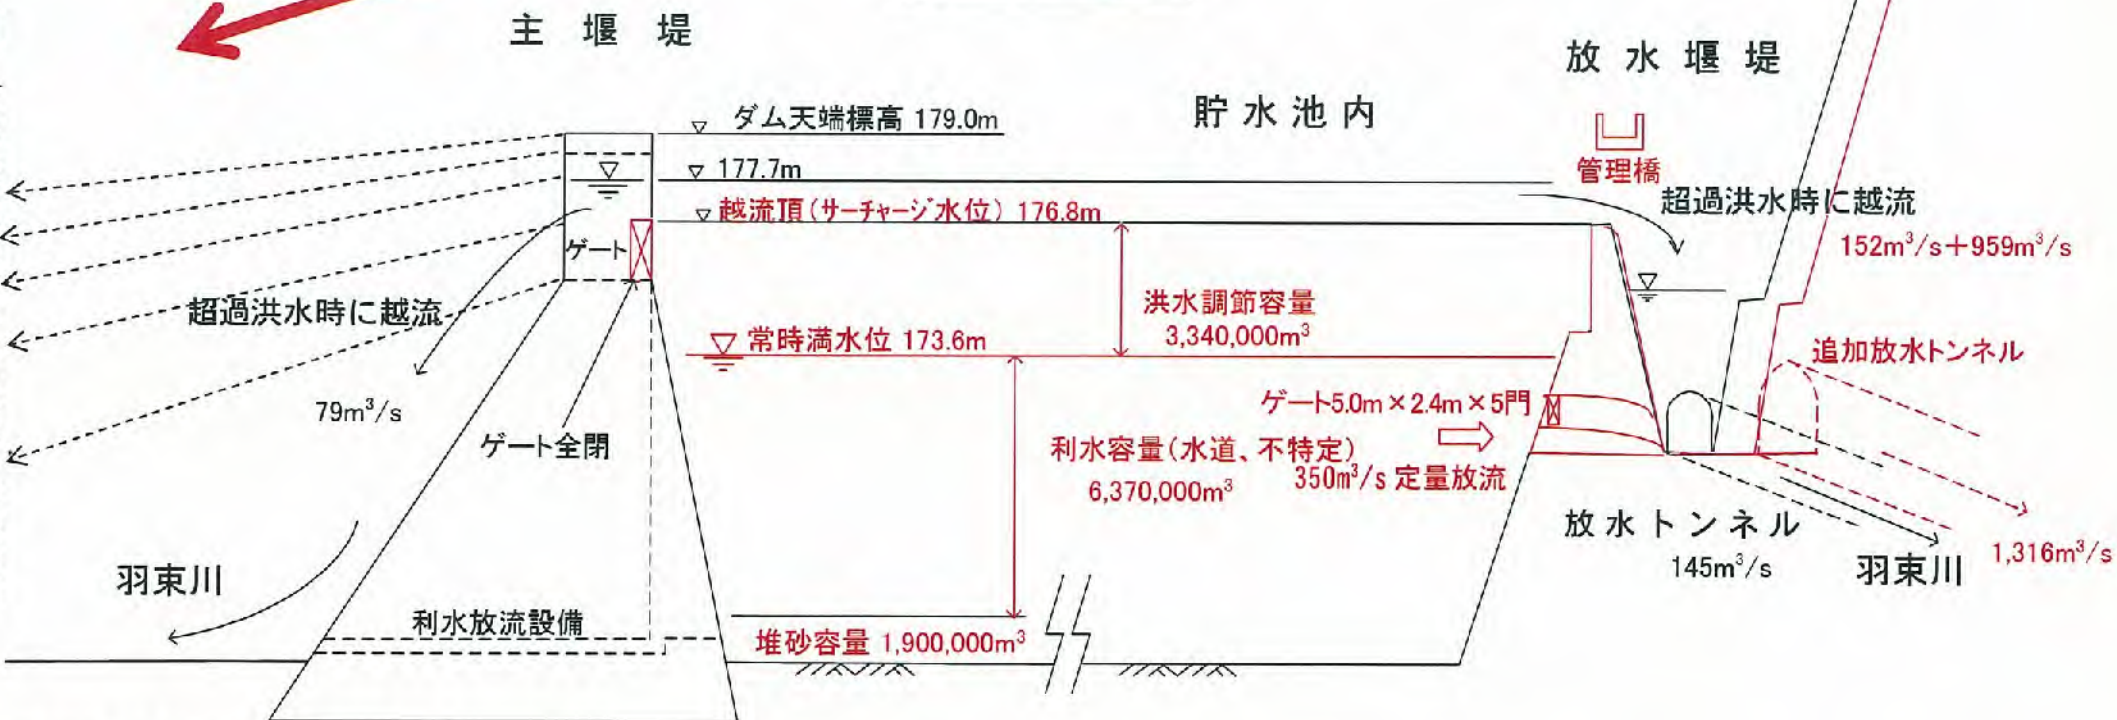 主堰堤
放水堰堤
貯水池内
ダム天端標高 179.0m
177.7m
管理橋
越流頂(サーチャージ水位) 176.8m
超過洪水時に越流
152m³/s+959m³/s
ゲート
超過洪水時に越流
洪水調節容量
3,340,000m³
常時満水位 173.6m
追加放水トンネル
79m³/s
ゲート5.0m×2.4m×5門
ゲート全閉
利水容量(水道、不特定)
6,370,000m³
350m³/s 定量放流
放水トンネル
145m³/s
羽束川
1,316m³/s
羽束川
利水放流設備
堆砂容量 1,900,000m³